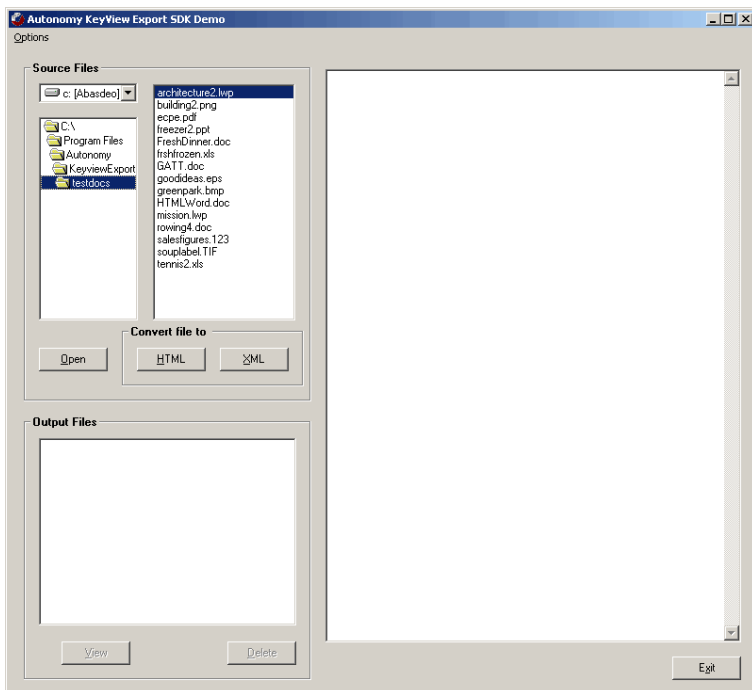 Autonomy KeyView Export SDK Demo
Options
Source Files
c: [Abasdeo]
C:\
Program Files
Autonomy
KeyviewExport
testdocs
architecture2.lwp
building2.png
ecpe.pdf
freezer2.ppt
FreshDinner.doc
frshfrozen.xls
GATT.doc
goodideas.eps
greenpark.bmp
HTMLWord.doc
mission.lwp
rowing4.doc
salesfigures.123
souplabel.TIF
tennis2.xls
Convert file to
Open
HTML
XML
Output Files
View
Delete
Exit